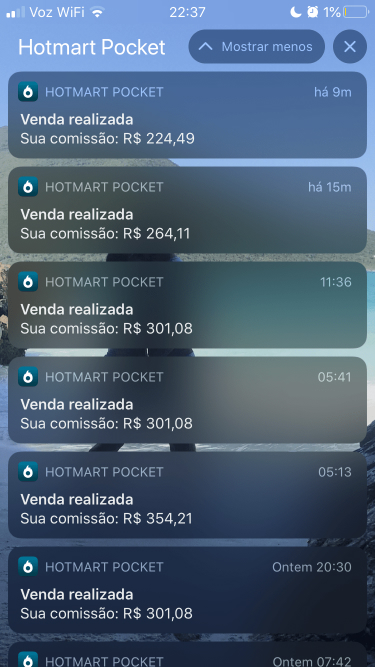 Voz WiFi 22:37 1%
Hotmart Pocket Mostrar menos
HOTMART POCKET há 9m
Venda realizada
Sua comissão: R$ 224,49
HOTMART POCKET há 15m
Venda realizada
Sua comissão: R$ 264,11
HOTMART POCKET 11:36
Venda realizada
Sua comissão: R$ 301,08
HOTMART POCKET 05:41
Venda realizada
Sua comissão: R$ 301,08
HOTMART POCKET 05:13
Venda realizada
Sua comissão: R$ 354,21
HOTMART POCKET Ontem 20:30
Venda realizada
Sua comissão: R$ 301,08
HOTMART POCKET Ontem 07:42